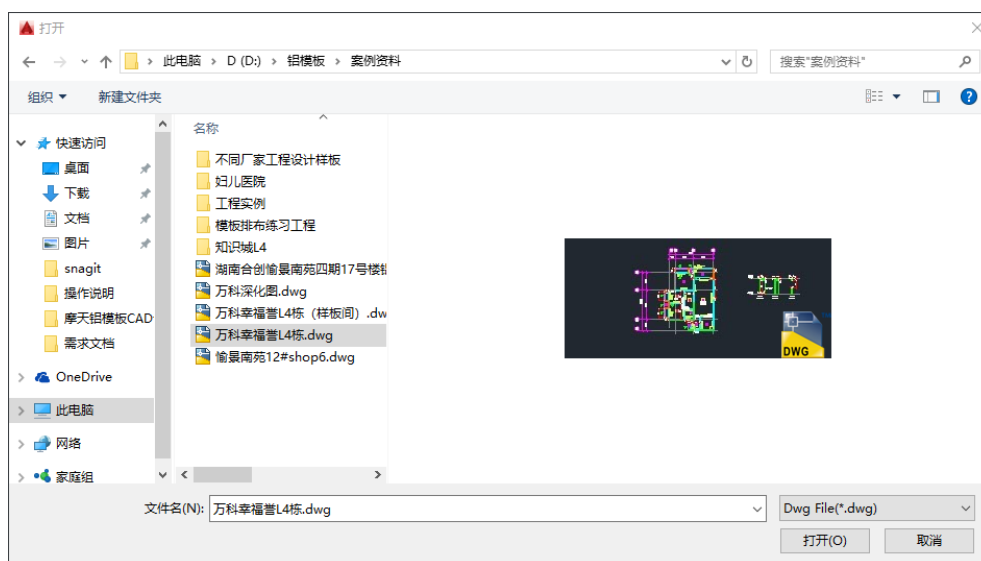 打开
此电脑 > D (D:) > 铝模板 > 案例资料
搜索"案例资料"
组织 新建文件夹
快速访问
桌面
下载
文档
图片
snagit
操作说明
摩天铝模板CAD
需求文档
OneDrive
此电脑
网络
家庭组
名称
不同厂家工程设计样板
妇儿医院
工程实例
模板排布练习工程
知识城L4
湖南合创愉景南苑四期17号楼铝
万科深化图.dwg
万科幸福誉L4栋（样板间）.dw
万科幸福誉L4栋.dwg
愉景南苑12#shop6.dwg
DWG
文件名(N): 万科幸福誉L4栋.dwg
Dwg File(*.dwg)
打开(O) 取消